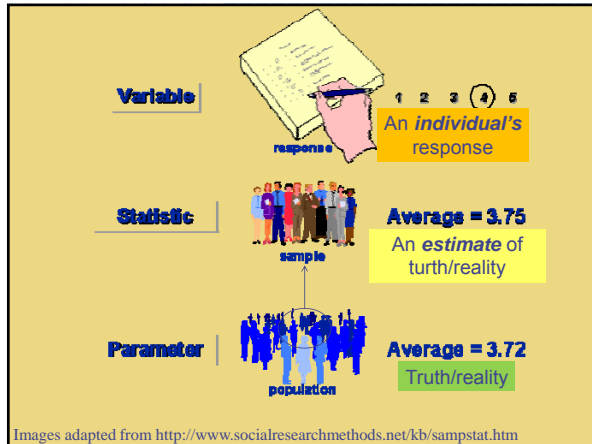 Variable
1 2 3 4 5
An individual's
response
response
Statistic
Average = 3.75
An estimate of
turth/reality
sample
Parameter
Average = 3.72
Truth/reality
population
Images adapted from http://www.socialresearchmethods.net/kb/sampstat.htm